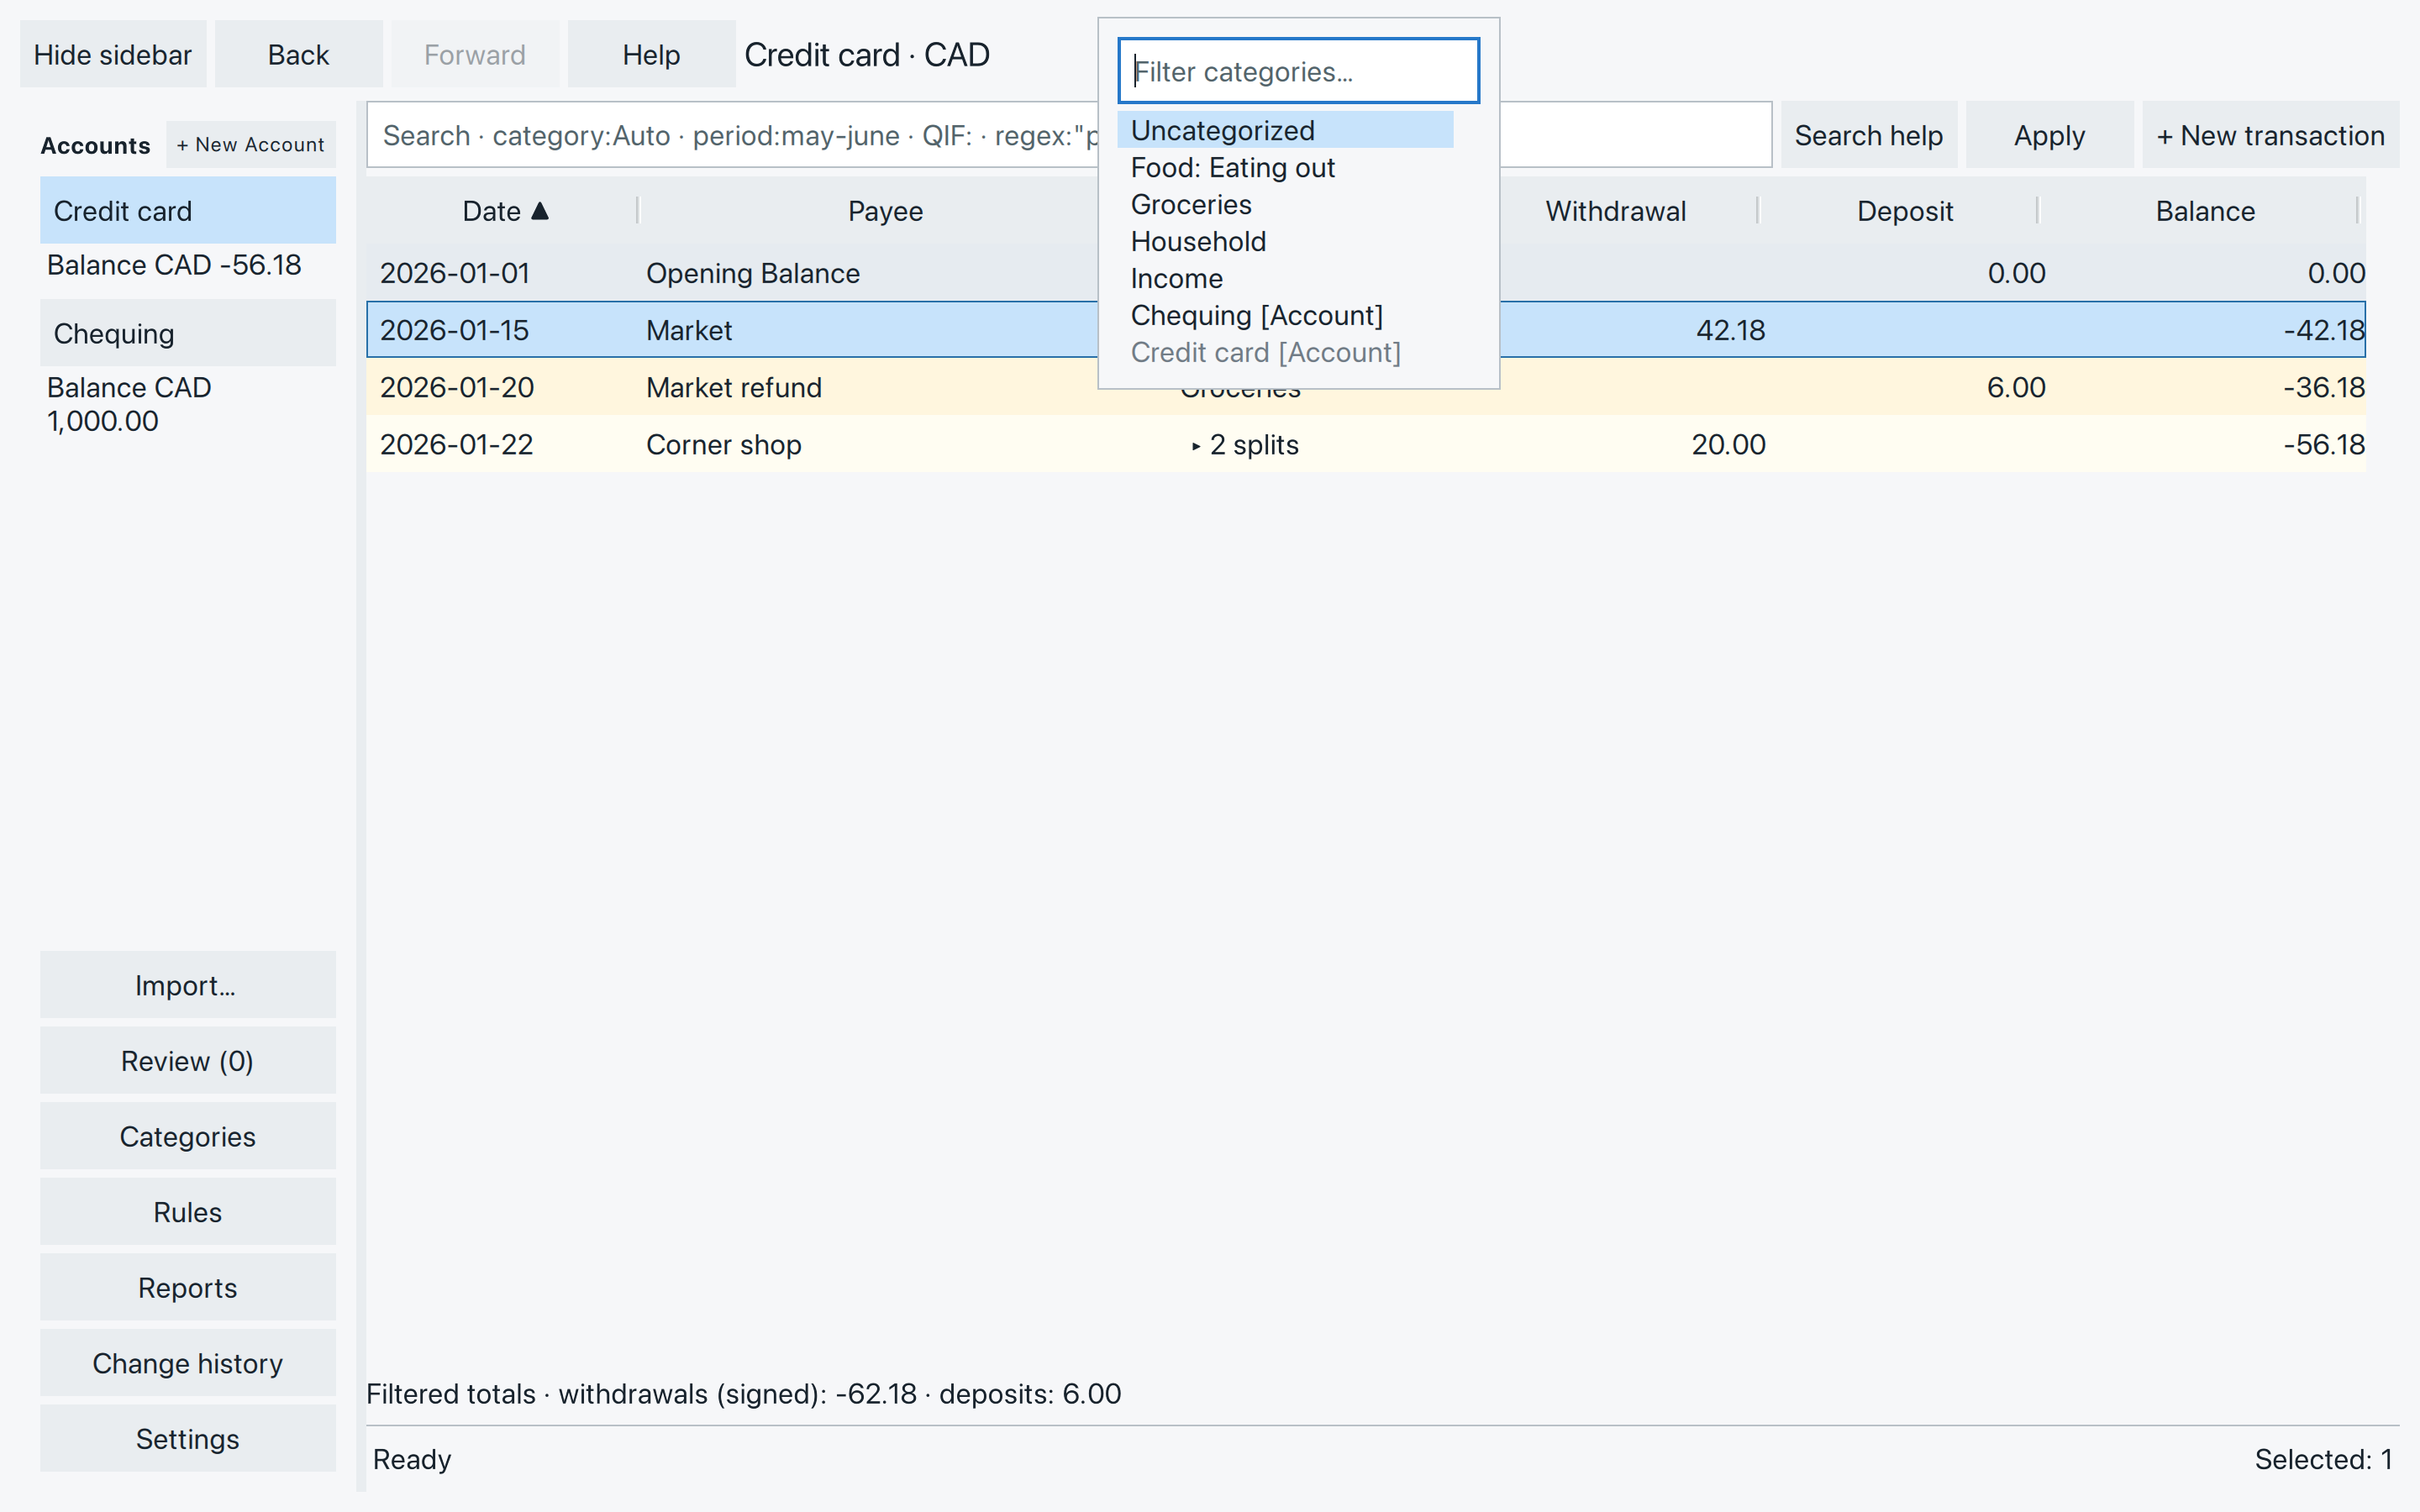 Hide sidebar
Back
Forward
Help
Credit card · CAD
Accounts
+ New Account
Credit card
Balance CAD -56.18
Chequing
Balance CAD
1,000.00
Import...
Review (0)
Categories
Rules
Reports
Change history
Settings
Search · category:Auto · period:may-june · QIF: · regex:"p
Search help
Apply
+ New transaction
Filter categories...
Uncategorized
Food: Eating out
Groceries
Household
Income
Chequing [Account]
Credit card [Account]
Date ▲ Payee Withdrawal Deposit Balance
2026-01-01 Opening Balance 0.00 0.00
2026-01-15 Market 42.18 -42.18
2026-01-20 Market refund Groceries 6.00 -36.18
2026-01-22 Corner shop ▸ 2 splits 20.00 -56.18
Filtered totals · withdrawals (signed): -62.18 · deposits: 6.00
Ready
Selected: 1